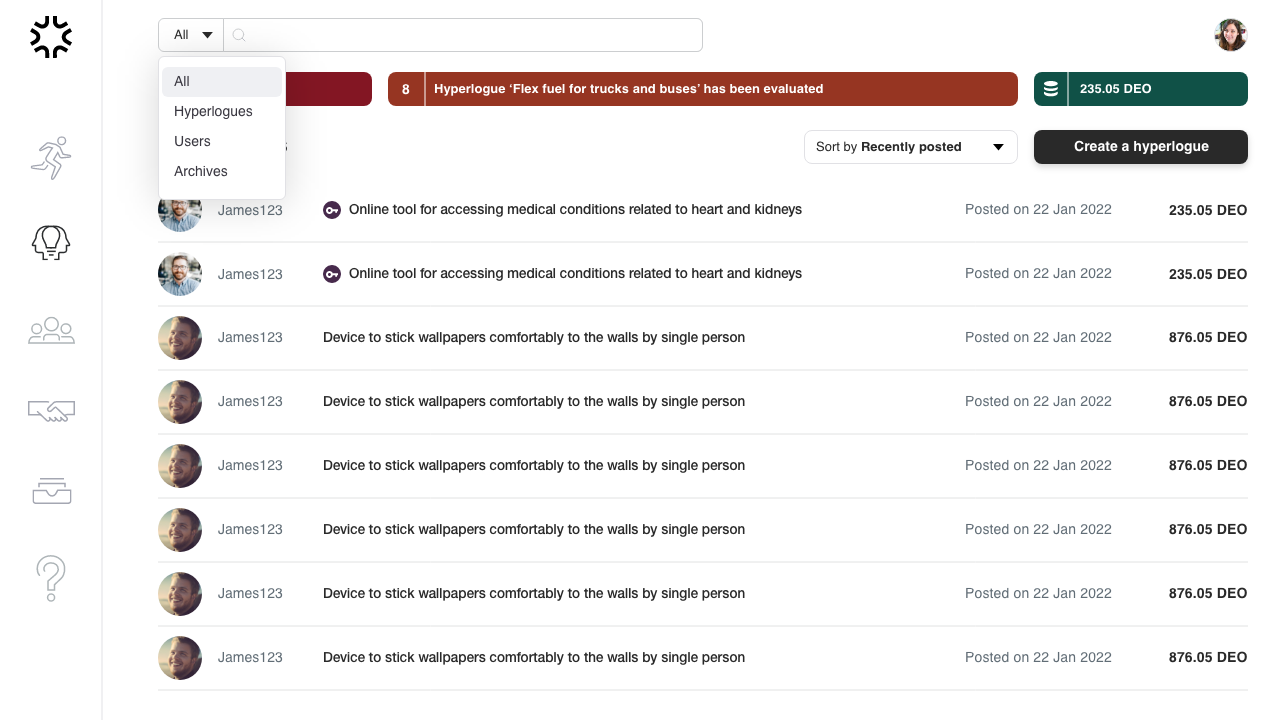 All
All
Hyperlogues
Users
Archives
8
Hyperlogue ‘Flex fuel for trucks and buses’ has been evaluated
235.05 DEO
Sort by Recently posted
Create a hyperlogue
James123 Online tool for accessing medical conditions related to heart and kidneys Posted on 22 Jan 2022 235.05 DEO
James123 Online tool for accessing medical conditions related to heart and kidneys Posted on 22 Jan 2022 235.05 DEO
James123 Device to stick wallpapers comfortably to the walls by single person Posted on 22 Jan 2022 876.05 DEO
James123 Device to stick wallpapers comfortably to the walls by single person Posted on 22 Jan 2022 876.05 DEO
James123 Device to stick wallpapers comfortably to the walls by single person Posted on 22 Jan 2022 876.05 DEO
James123 Device to stick wallpapers comfortably to the walls by single person Posted on 22 Jan 2022 876.05 DEO
James123 Device to stick wallpapers comfortably to the walls by single person Posted on 22 Jan 2022 876.05 DEO
James123 Device to stick wallpapers comfortably to the walls by single person Posted on 22 Jan 2022 876.05 DEO